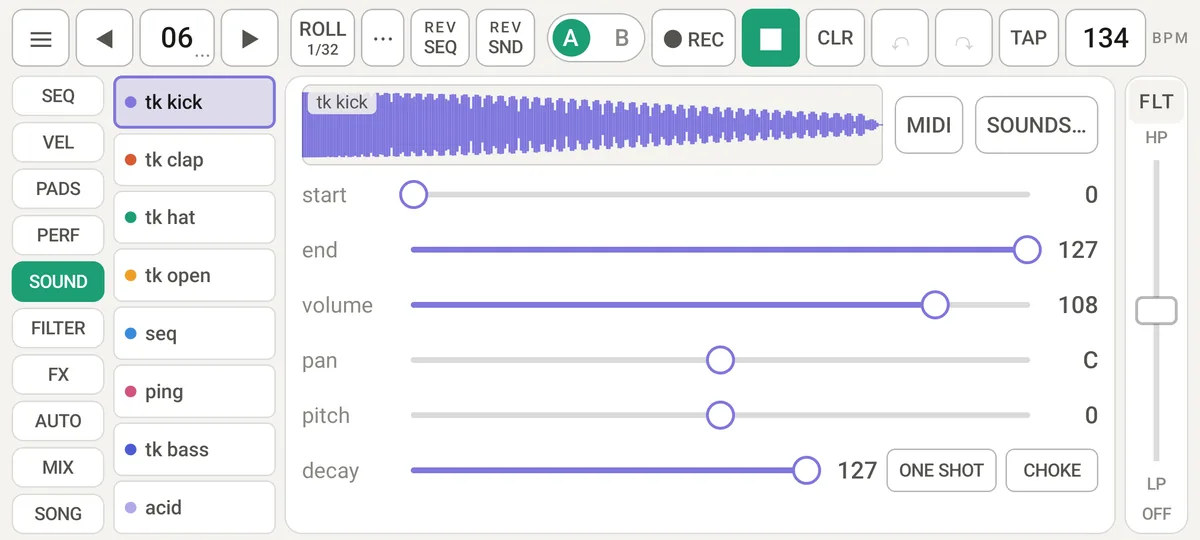 06
...
ROLL
1/32
...
REV
SEQ
REV
SND
A
B
REC
CLR
TAP
134
BPM
SEQ
VEL
PADS
PERF
SOUND
FILTER
FX
AUTO
MIX
SONG
tk kick
tk clap
tk hat
tk open
seq
ping
tk bass
acid
tk kick
MIDI
SOUNDS...
start 0
end 127
volume 108
pan C
pitch 0
decay 127 ONE SHOT CHOKE
FLT
HP
LP
OFF